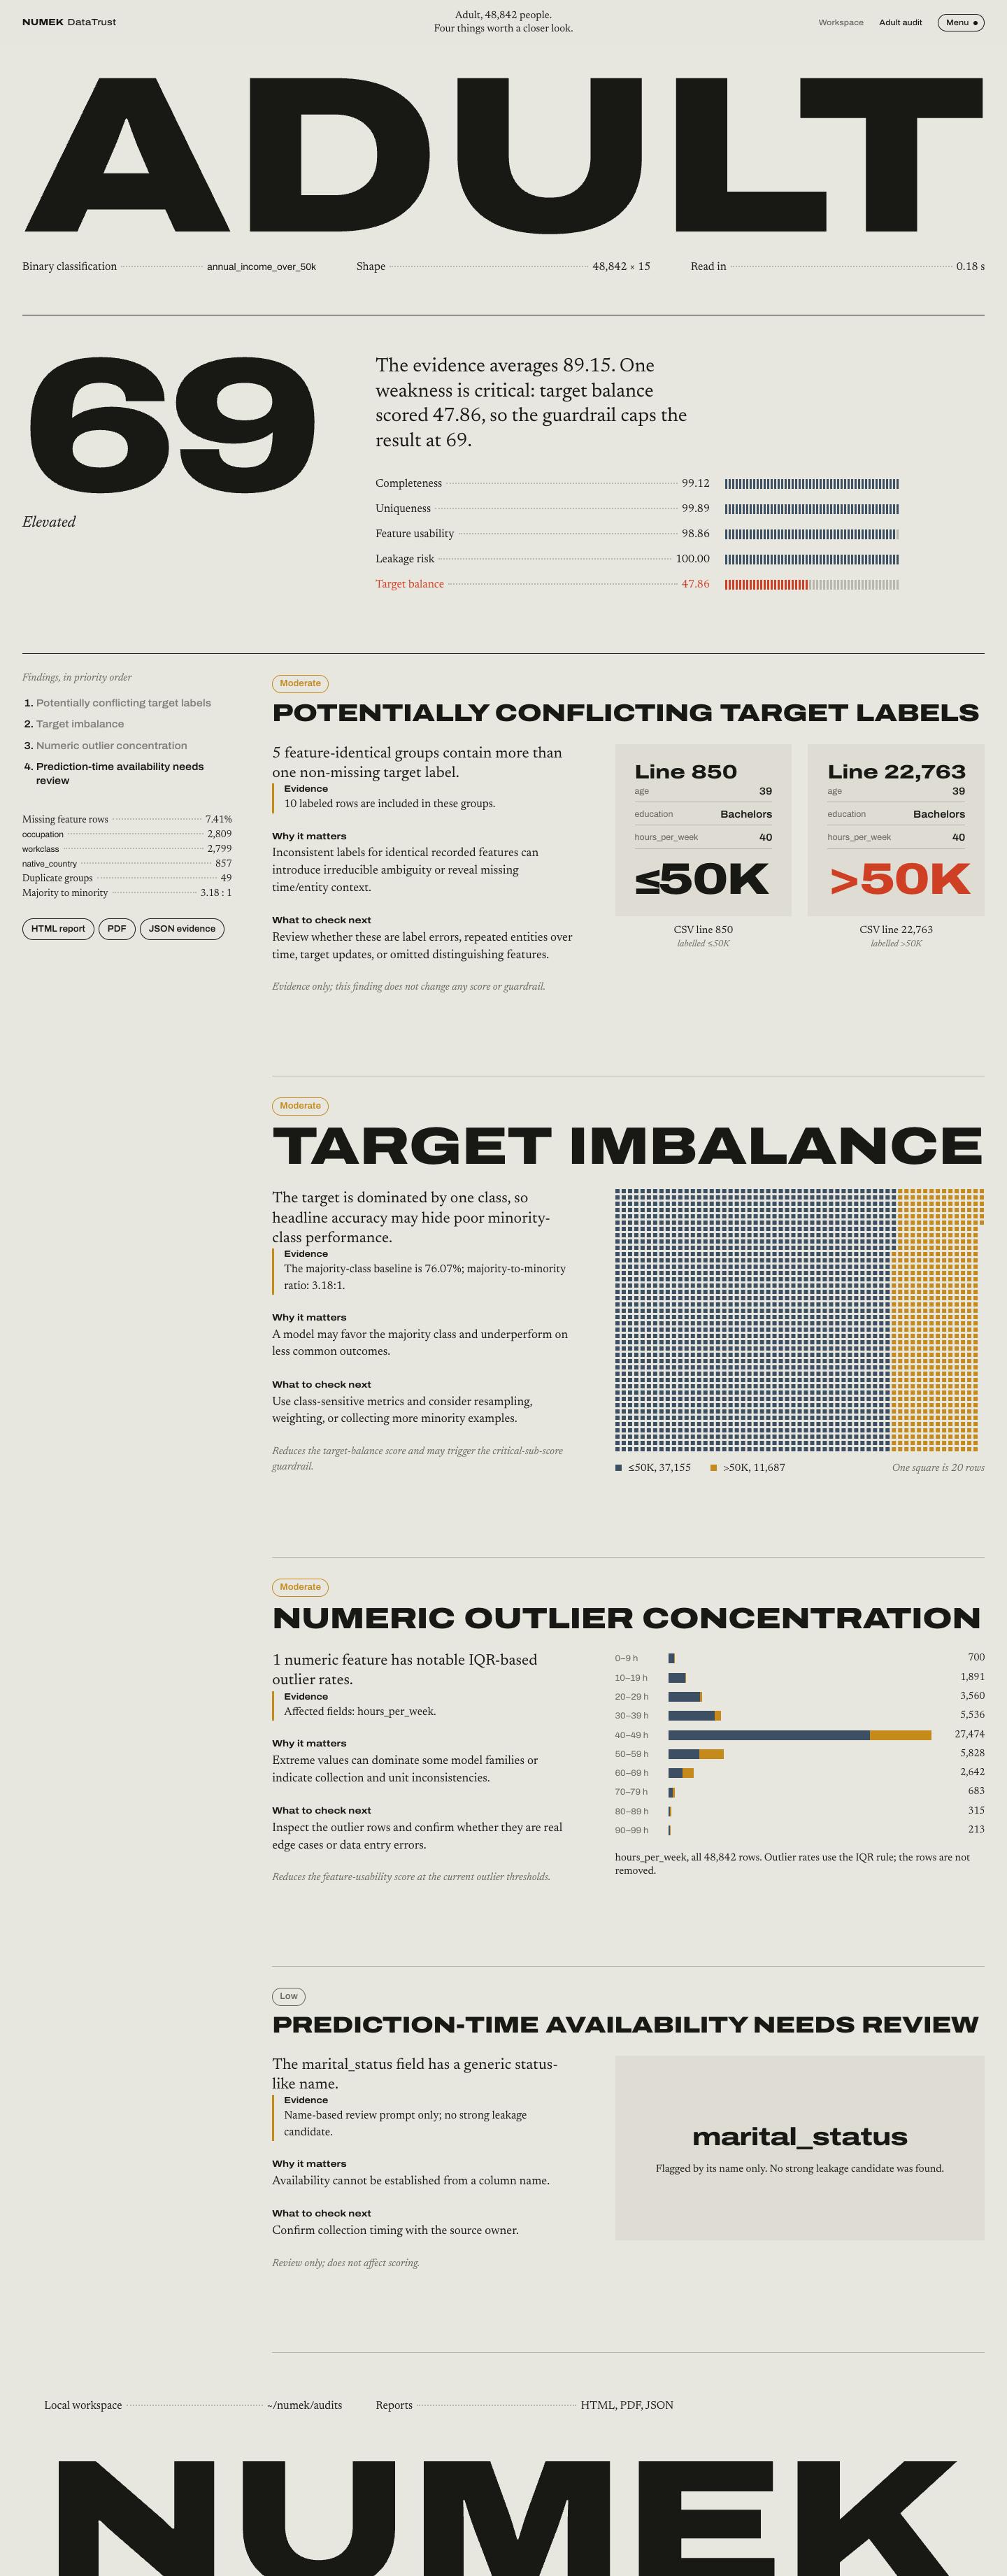 NUMEK DataTrust
Adult, 48,842 people.
Four things worth a closer look.
Workspace
Adult audit
Menu
ADULT
Binary classification annual_income_over_50k
Shape 48,842 × 15
Read in 0.18 s
69
Elevated
The evidence averages 89.15. One
weakness is critical: target balance
scored 47.86, so the guardrail caps the
result at 69.
Completeness 99.12
Uniqueness 99.89
Feature usability 98.86
Leakage risk 100.00
Target balance 47.86
Findings, in priority order
1. Potentially conflicting target labels
2. Target imbalance
3. Numeric outlier concentration
4. Prediction-time availability needs
review
Missing feature rows 7.41%
occupation 2,809
workclass 2,799
native_country 857
Duplicate groups 49
Majority to minority 3.18 : 1
HTML report
PDF
JSON evidence
Moderate
POTENTIALLY CONFLICTING TARGET LABELS
5 feature-identical groups contain more than
one non-missing target label.
Evidence
10 labeled rows are included in these groups.
Why it matters
Inconsistent labels for identical recorded features can
introduce irreducible ambiguity or reveal missing
time/entity context.
What to check next
Review whether these are label errors, repeated entities over
time, target updates, or omitted distinguishing features.
Evidence only; this finding does not change any score or guardrail.
Line 850
age 39
education Bachelors
hours_per_week 40
≤50K
CSV line 850
labelled ≤50K
Line 22,763
age 39
education Bachelors
hours_per_week 40
>50K
CSV line 22,763
labelled >50K
Moderate
TARGET IMBALANCE
The target is dominated by one class, so
headline accuracy may hide poor minority-
class performance.
Evidence
The majority-class baseline is 76.07%; majority-to-minority
ratio: 3.18:1.
Why it matters
A model may favor the majority class and underperform on
less common outcomes.
What to check next
Use class-sensitive metrics and consider resampling,
weighting, or collecting more minority examples.
Reduces the target-balance score and may trigger the critical-sub-score
guardrail.
≤50K, 37,155
>50K, 11,687
One square is 20 rows
Moderate
NUMERIC OUTLIER CONCENTRATION
1 numeric feature has notable IQR-based
outlier rates.
Evidence
Affected fields: hours_per_week.
Why it matters
Extreme values can dominate some model families or
indicate collection and unit inconsistencies.
What to check next
Inspect the outlier rows and confirm whether they are real
edge cases or data entry errors.
Reduces the feature-usability score at the current outlier thresholds.
0–9 h 700
10–19 h 1,891
20–29 h 3,560
30–39 h 5,536
40–49 h 27,474
50–59 h 5,828
60–69 h 2,642
70–79 h 683
80–89 h 315
90–99 h 213
hours_per_week, all 48,842 rows. Outlier rates use the IQR rule; the rows are not
removed.
Low
PREDICTION-TIME AVAILABILITY NEEDS REVIEW
The marital_status field has a generic status-
like name.
Evidence
Name-based review prompt only; no strong leakage
candidate.
Why it matters
Availability cannot be established from a column name.
What to check next
Confirm collection timing with the source owner.
Review only; does not affect scoring.
marital_status
Flagged by its name only. No strong leakage candidate was found.
Local workspace ~/numek/audits
Reports HTML, PDF, JSON
NUMEK